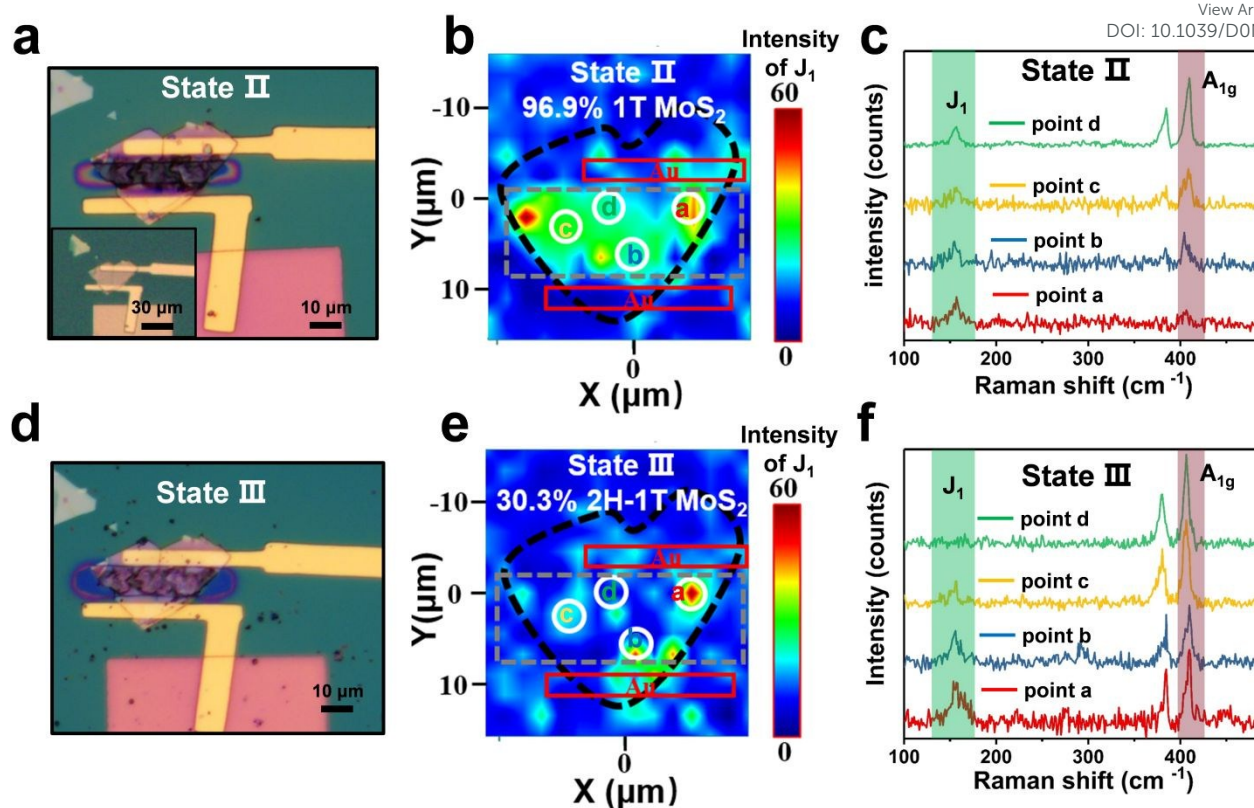 View Ar
DOI: 10.1039/D0
a
State Ⅱ
30 μm
10 μm
b
Intensity
of J1
State Ⅱ
96.9% 1T MoS2
60
0
-10
0
10
Y(μm)
Au
d
a
c
b
Au
0
X (μm)
c
State Ⅱ
J1
A1g
point d
point c
point b
point a
intensity (counts)
100
200
300
400
Raman shift (cm -1)
d
State Ⅲ
10 μm
e
Intensity
of J1
State Ⅲ
30.3% 2H-1T MoS2
60
0
-10
0
10
Y(μm)
Au
d
a
c
b
Au
0
X (μm)
f
State Ⅲ
J1
A1g
point d
point c
point b
point a
Intensity (counts)
100
200
300
400
Raman shift (cm -1)